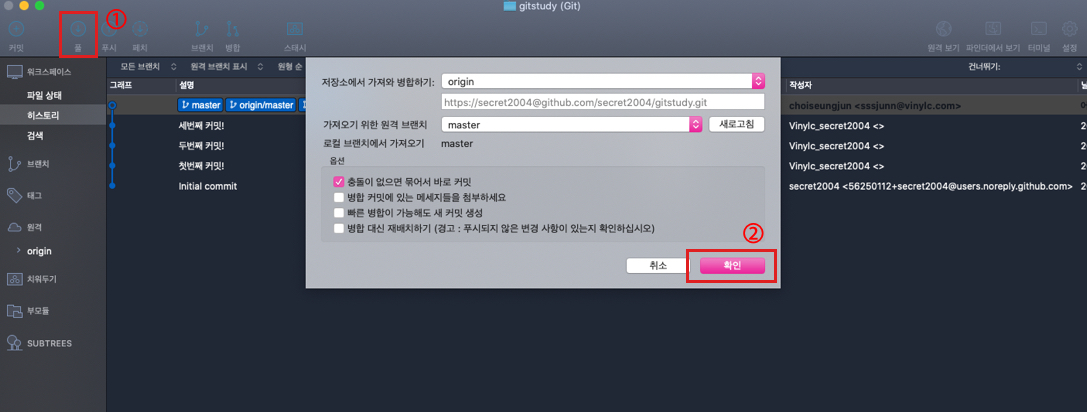 gitstudy (Git)
①
커밋 풀 푸시 페치 브랜치 병합 스태시 원격 보기 파인더에서 보기 터미널 설정
워크스페이스
파일 상태
히스토리
검색
브랜치
태그
원격
origin
치워두기
부모듈
SUBTREES
모든 브랜치 원격 브랜치 표시 원형 순 건너뛰기:
그래프 설명 작성자
master origin/master choiseungjun <sssjunn@vinylc.com>
세번째 커밋! Vinylc_secret2004 <>
두번째 커밋! Vinylc_secret2004 <>
첫번째 커밋! Vinylc_secret2004 <>
Initial commit secret2004 <56250112+secret2004@users.noreply.github.com>
저장소에서 가져와 병합하기: origin
https://secret2004@github.com/secret2004/gitstudy.git
가져오기 위한 원격 브랜치 master 새로고침
로컬 브랜치에서 가져오기 master
옵션
충돌이 없으면 묶어서 바로 커밋
병합 커밋에 있는 메세지들을 첨부하세요
빠른 병합이 가능해도 새 커밋 생성
병합 대신 재배치하기 (경고 : 푸시되지 않은 변경 사항이 있는지 확인하십시오)
②
취소 확인